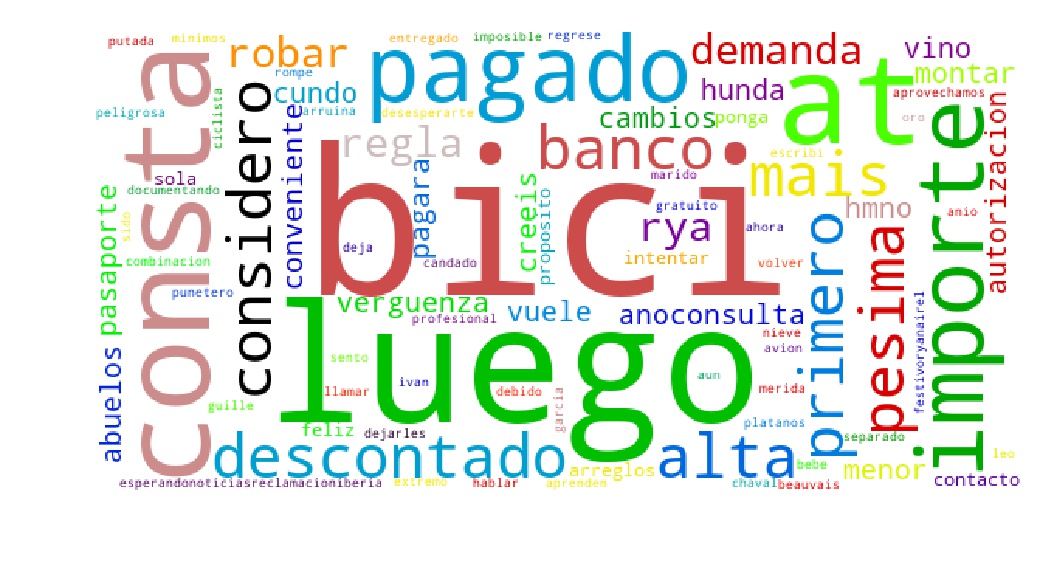 putada
minimos
robar
entregado
imposible
regrese
demanda
vino
pagado
at
montar
rompe
cundo
hunda
aprovechamos
peligrosa
ciclista
arruina
desesperarte
cambios
ponga
oro
consta
considero
conveniente
regla
banco
escribi
mais
importe
autorizacion
sola
documentando
pagara
creeis
proposito
marido
gratuito
hmno
amio
pasaporte
sido
bici
rya
ahora
deja
combination
candado
intentar
volver
primero
pesima
pumetero
verguenza
profesional
vuele
anoconsulta
festivoryanairel
nieve
avion
luego
abuelos
sento
llamar
ivan
debido
garcia
aun
merida
guille
feliz
dejarles
platanos
separado
descontado
arreglos
alta
bebe
menor
leo
contacto
esperandonoticiasreclamacioniberia
extremo
hablar
aprenden
chaval
beauvais